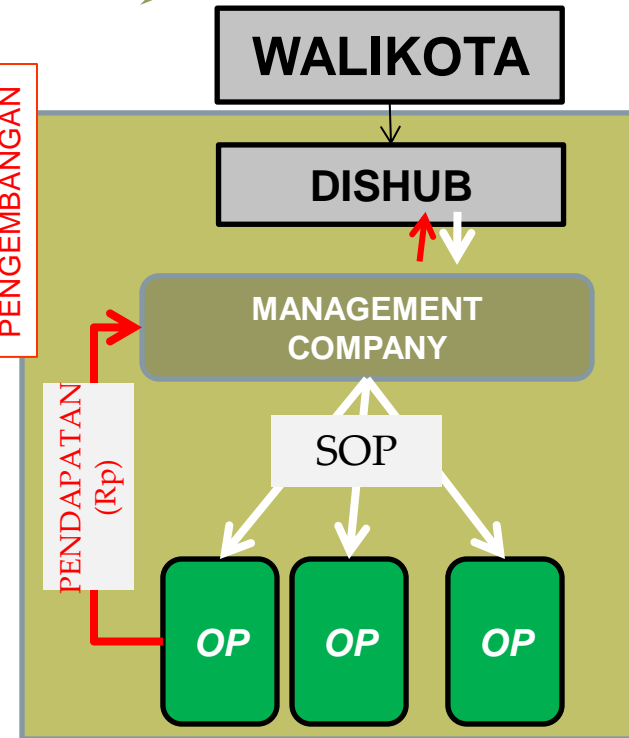 WALIKOTA
PENGEMBANGAN
DISHUB
MANAGEMENT
COMPANY
PENDAPATAN
(Rp)
SOP
OP
OP
OP